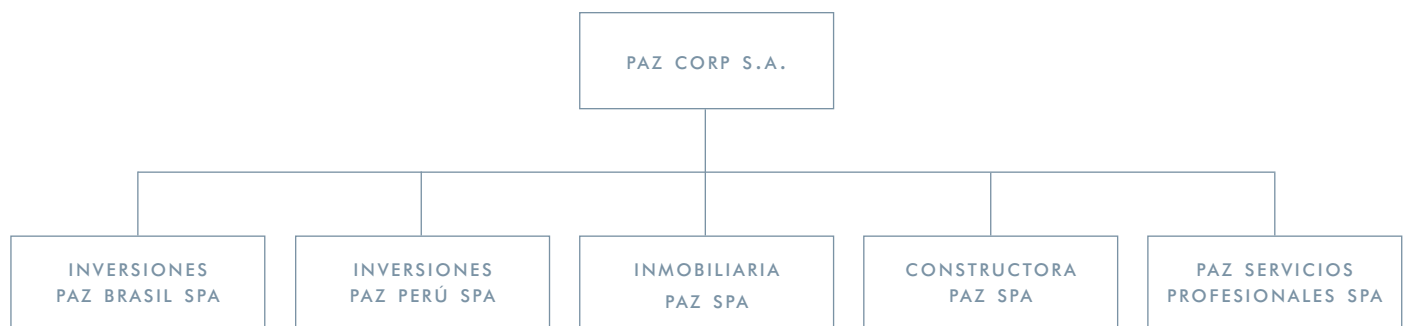 PAZ CORP S.A.
INVERSIONES
PAZ BRASIL SPA
INVERSIONES
PAZ PERÚ SPA
INMOBILIARIA
PAZ SPA
CONSTRUCTORA
PAZ SPA
PAZ SERVICIOS
PROFESIONALES SPA